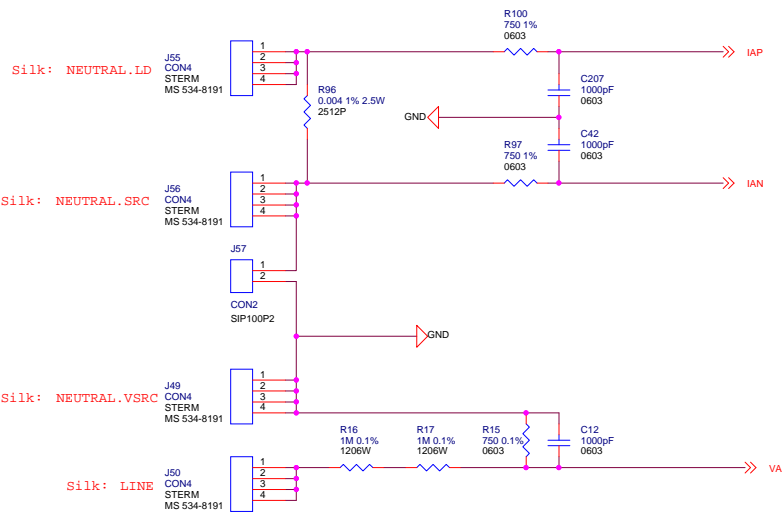 R100
750 1%
0603
IAP
J55
CON4
STERM
MS 534-8191
1
2
3
4
Silk: NEUTRAL.LD
R96
0.004 1% 2.5W
2512P
C207
1000pF
0603
GND
R97
750 1%
0603
C42
1000pF
0603
IAN
J56
CON4
STERM
MS 534-8191
1
2
3
4
Silk: NEUTRAL.SRC
J57
1
2
CON2
SIP100P2
GND
J49
CON4
STERM
MS 534-8191
1
2
3
4
Silk: NEUTRAL.VSRC
R16
1M 0.1%
1206W
R17
1M 0.1%
1206W
R15
750 0.1%
0603
C12
1000pF
0603
VA
J50
CON4
STERM
MS 534-8191
1
2
3
4
Silk: LINE